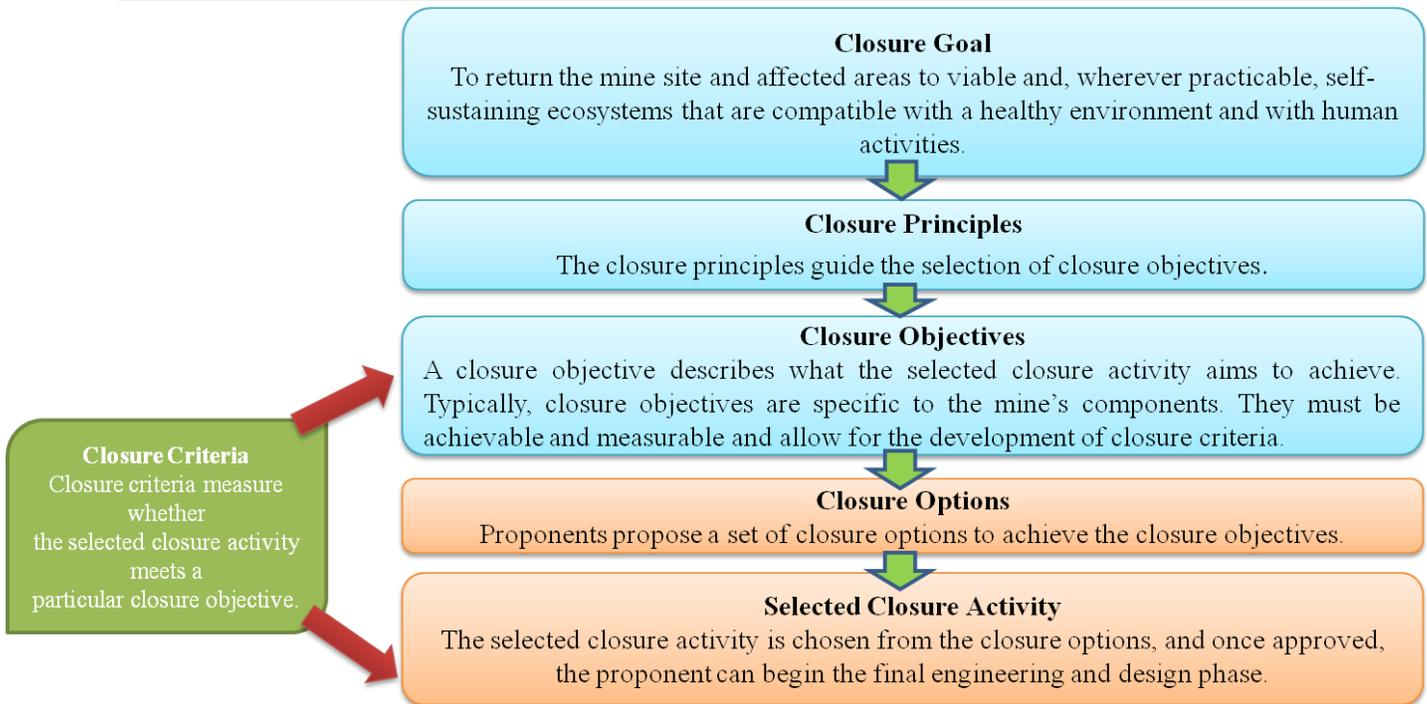 Closure Goal
To return the mine site and affected areas to viable and, wherever practicable, self-
sustaining ecosystems that are compatible with a healthy environment and with human
activities.
Closure Principles
The closure principles guide the selection of closure objectives.
Closure Objectives
A closure objective describes what the selected closure activity aims to achieve.
Typically, closure objectives are specific to the mine’s components. They must be
achievable and measurable and allow for the development of closure criteria.
Closure Criteria
Closure criteria measure
whether
the selected closure activity
meets a
particular closure objective.
Closure Options
Proponents propose a set of closure options to achieve the closure objectives.
Selected Closure Activity
The selected closure activity is chosen from the closure options, and once approved,
the proponent can begin the final engineering and design phase.